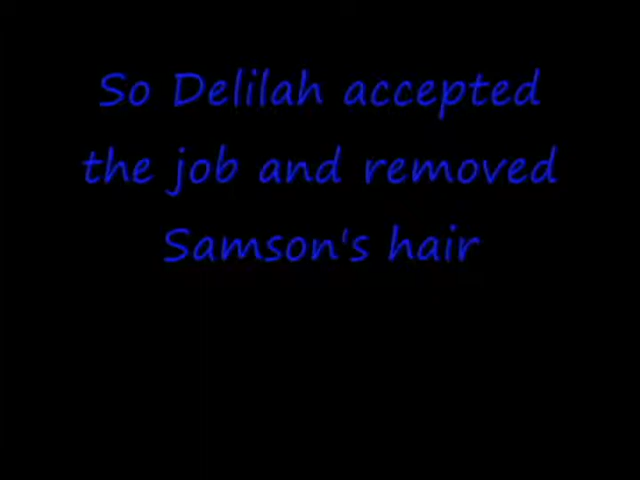 So Delilah accepted
the job and removed
Samson's hair